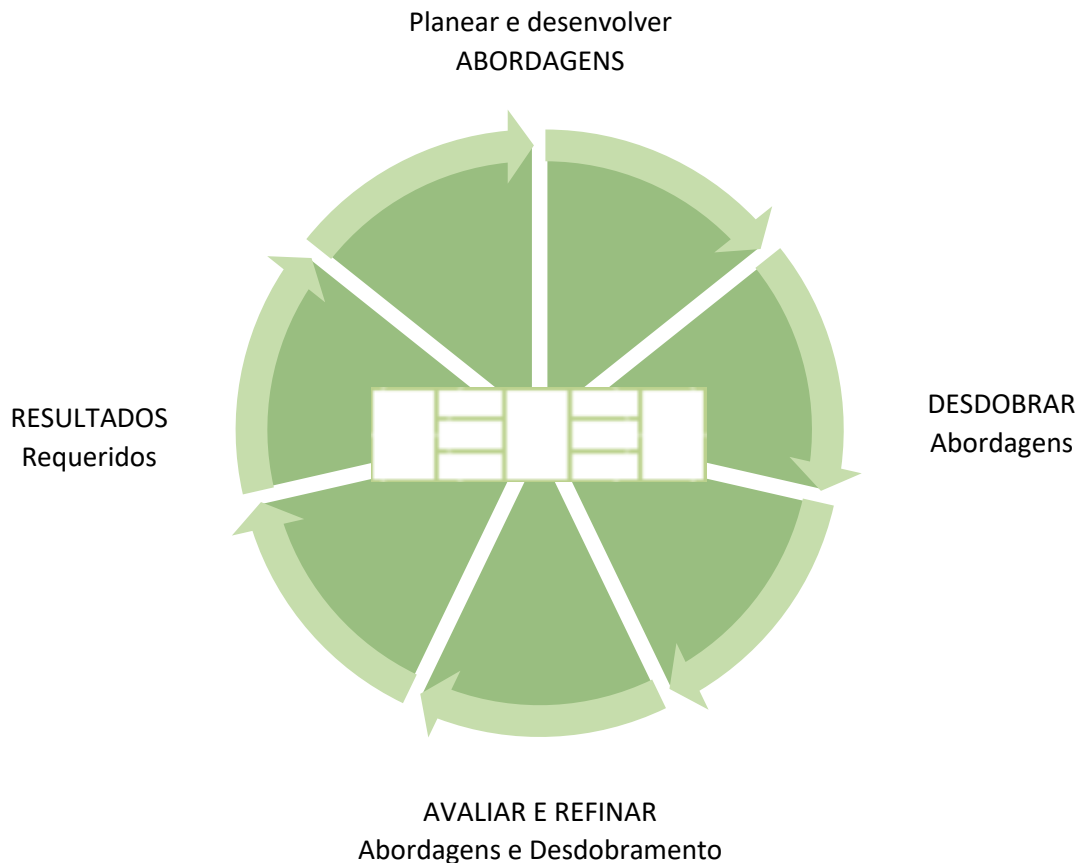 Planear e desenvolver
ABORDAGENS
RESULTADOS
Requeridos
DESDOBRAR
Abordagens
AVALIAR E REFINAR
Abordagens e Desdobramento